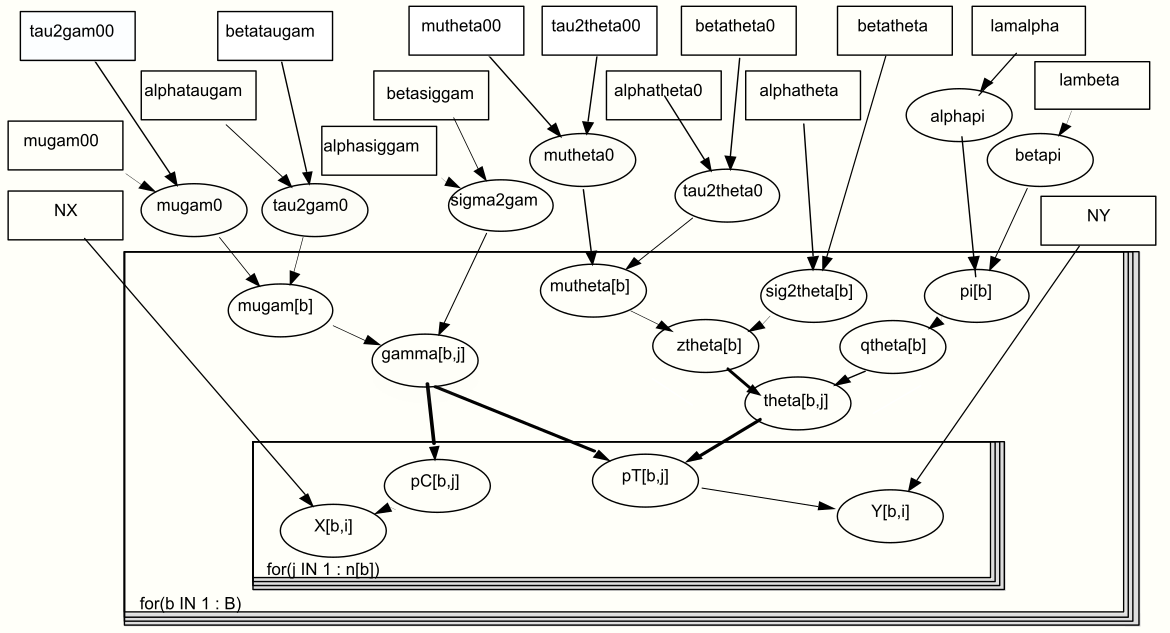 tau2gam00
betataugam
mutheta00
tau2theta00
betatheta0
betatheta
lamalpha
alphataugam
betasiggam
alphatheta0
alphatheta
lambeta
mugam00
alphasiggam
alphapi
mutheta0
betapi
NX
mugam0
tau2gam0
sigma2gam
tau2theta0
NY
mugam[b]
mutheta[b]
sig2theta[b]
pi[b]
gamma[b,j]
ztheta[b]
qtheta[b]
theta[b,j]
pC[b,j]
pT[b,j]
X[b,i]
Y[b,i]
for(j IN 1 : n[b])
for(b IN 1 : B)